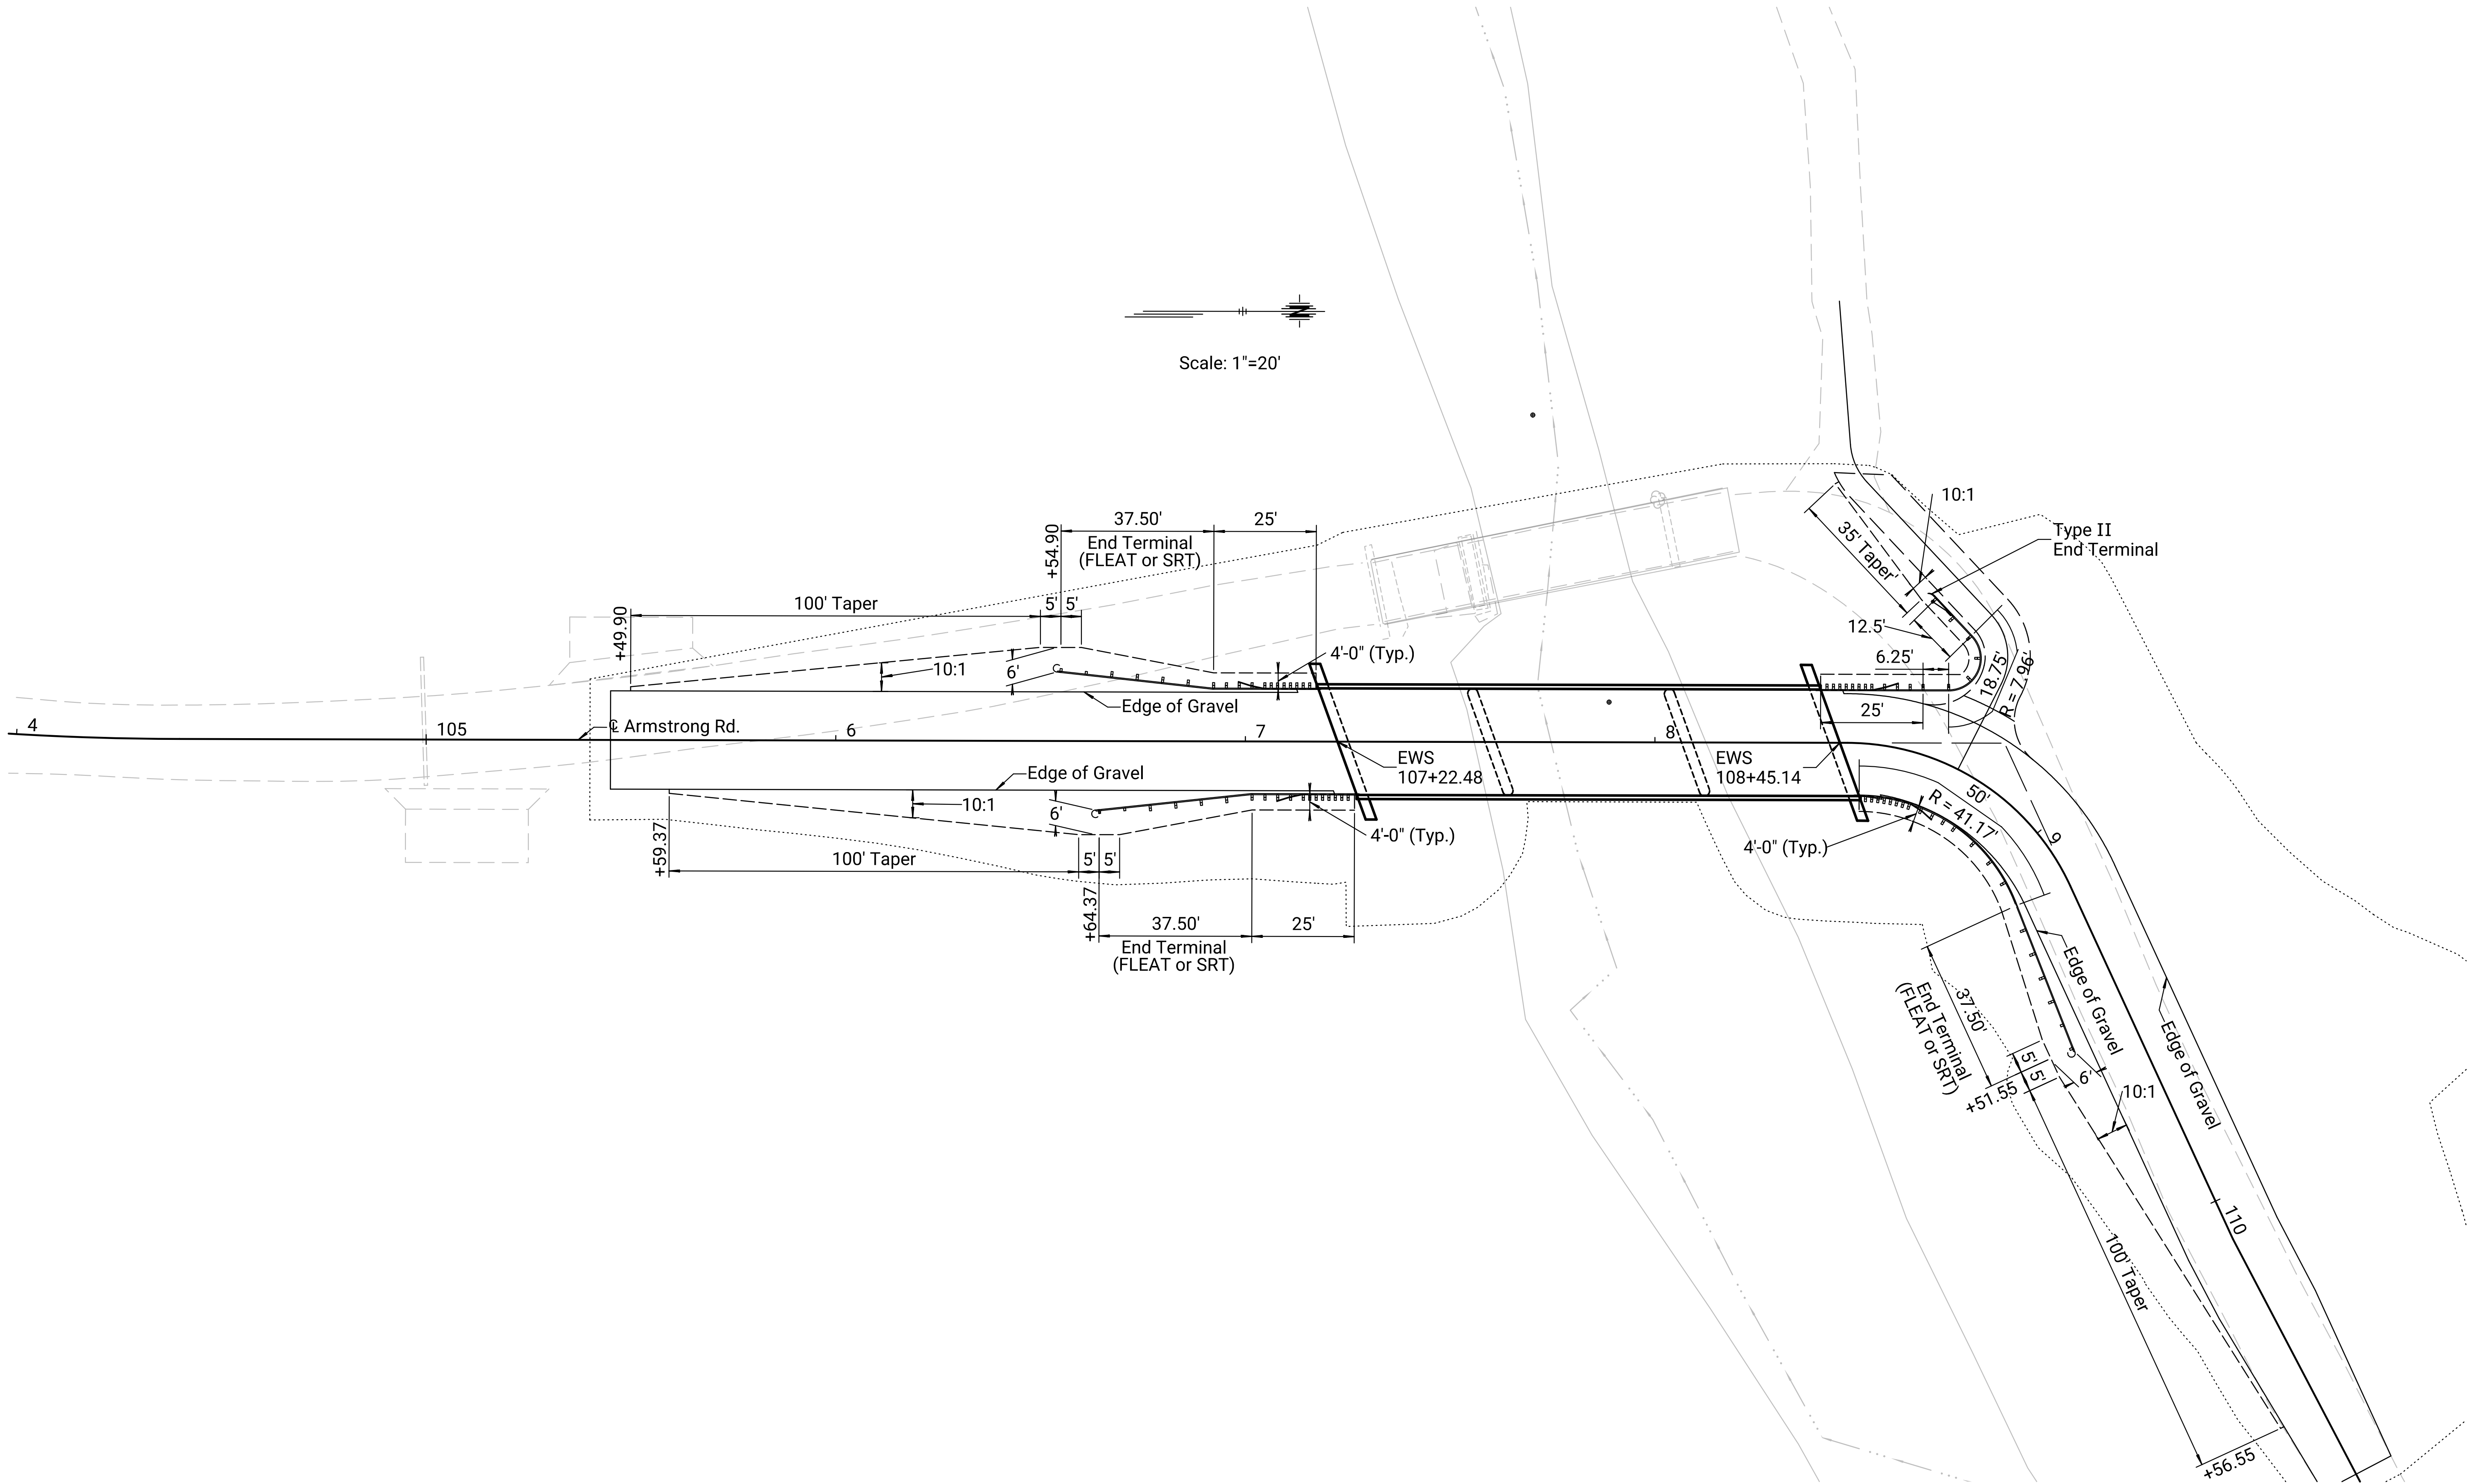 N
Scale: 1"=20'
10:1
Type II
End Terminal
35' Taper'
12.5'
6.25'
18.75'
R = 7.96'
25'
37.50'
25'
End Terminal
(FLEAT or SRT)
+54.90
100' Taper
5'
5'
+49.90
10:1
6'
4'-0" (Typ.)
Edge of Gravel
4
105
℄ Armstrong Rd.
6
7
8
9
110
EWS
107+22.48
EWS
108+45.14
Edge of Gravel
10:1
6'
4'-0" (Typ.)
+59.37
100' Taper
5'
5'
+64.37
37.50'
25'
End Terminal
(FLEAT or SRT)
4'-0" (Typ.)
50'
R = 41.17'
Edge of Gravel
Edge of Gravel
37.50'
End Terminal
(FLEAT or SRT)
5'
5'
6'
+51.55
10:1
100' Taper
+56.55